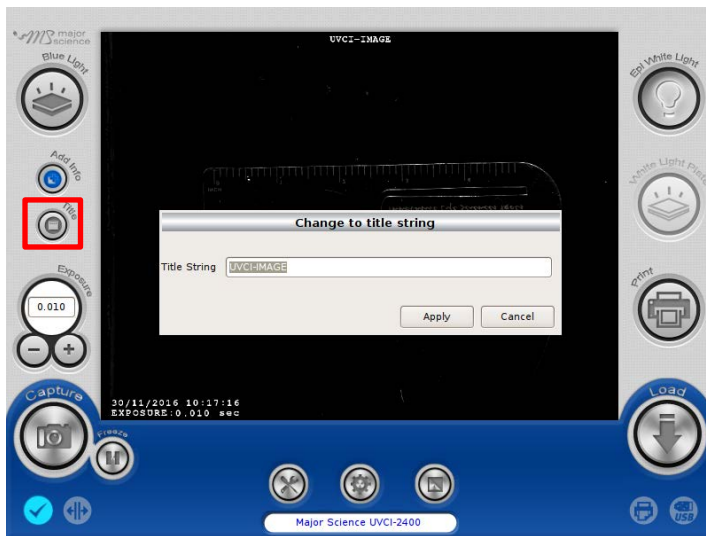 major
science
UVCI-IMAGE
Blue Light
Epi White Light
Add Info
White Light Plate
INCH
Title
Change to title string
Title String UVCI-IMAGE
Exposure
Print
0.010
Apply Cancel
- +
Capture
Load
30/11/2016 10:17:16
EXPOSURE:0.010 sec
Freeze
Major Science UVCI-2400
USB